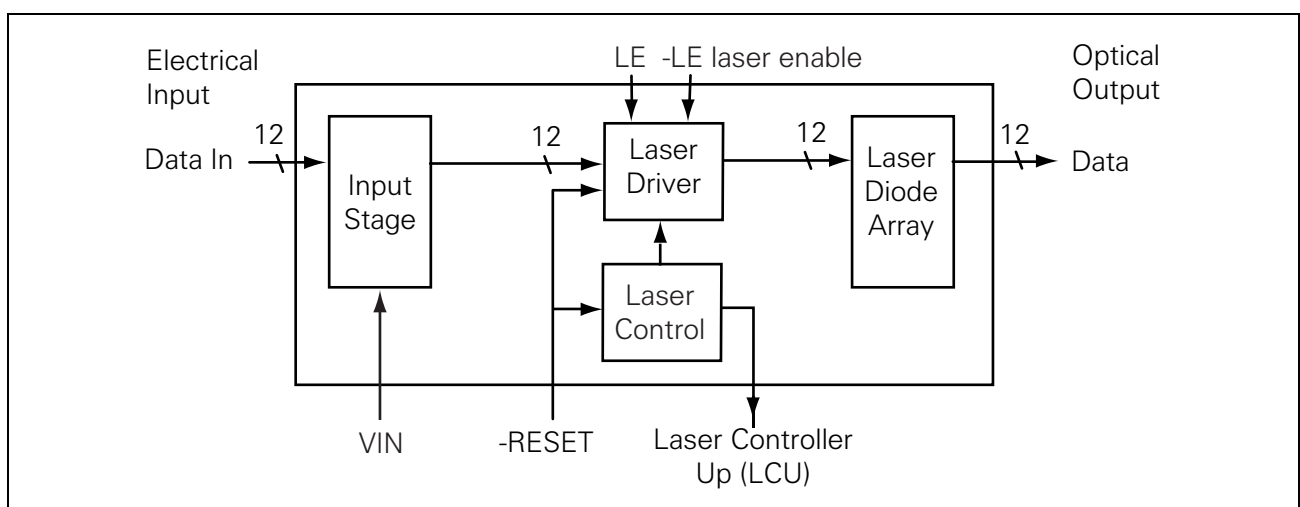 Electrical
Input
LE -LE laser enable
Optical
Output
12
Data In
Input
Stage
12
Laser
Driver
12
Laser
Diode
Array
12
Data
Laser
Control
VIN
-RESET
Laser Controller
Up (LCU)